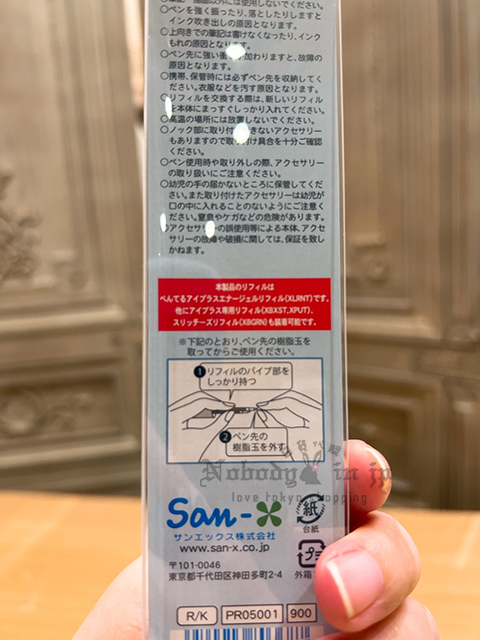 使用しないでください。
○ペンを強く振ったり、落としたりしますと
インク吹き出しの原因となります。
○上向きでの筆記は書けなくなったり、インク
もれの原因となります。
○ペン先に強い衝 加わりますと、故障の
原因となります。
○携帯、保管時には必ずペン先を収納してく
ださい。衣服などを汚す原因となります。
○リフィルを交換する際は、新しいリフィル
を本体にまっすぐしっかり入れてください。
○高温の場所には放置しないでください。
○ノック部に取り付 きないアクセサリー
もありますので取り付け具合を十分ご確認
ください。
○ペン使用時や取り外しの際、アクセサリー
の取り扱いにご注意ください。
○幼児の手の届かないところに保管してくだ
さい。また取り付けたアクセサリーは幼児が
口の中に入れることのないようにご注意くだ
さい。窒息やケガなどの危険があります。
○アクセサリーの誤使用等による本体、アクセ
サリーの故障や破損に関しては、保証を致し
かねます。
本製品のリフィルは
ぺんてるアイプラスエナージェルリフィル(XLRNT)です。
他にアイプラス専用リフィル(XBXST,XPUT)、
スリッチーズリフィル(XBGRN)も装着可能です。
※下記のとおり、ペン先の樹脂玉を
取ってからご使用ください。
1 リフィルのパイプ部を
しっかり持つ
2 ペン先の
樹脂玉を外す
Nobody in jp
love tokyo shopping
San-X
紙
台紙
サンエックス株式会社
www.san-x.co.jp
プラ
外箱
〒101-0046
東京都千代田区神田多町2-4
R/K PR05001 900